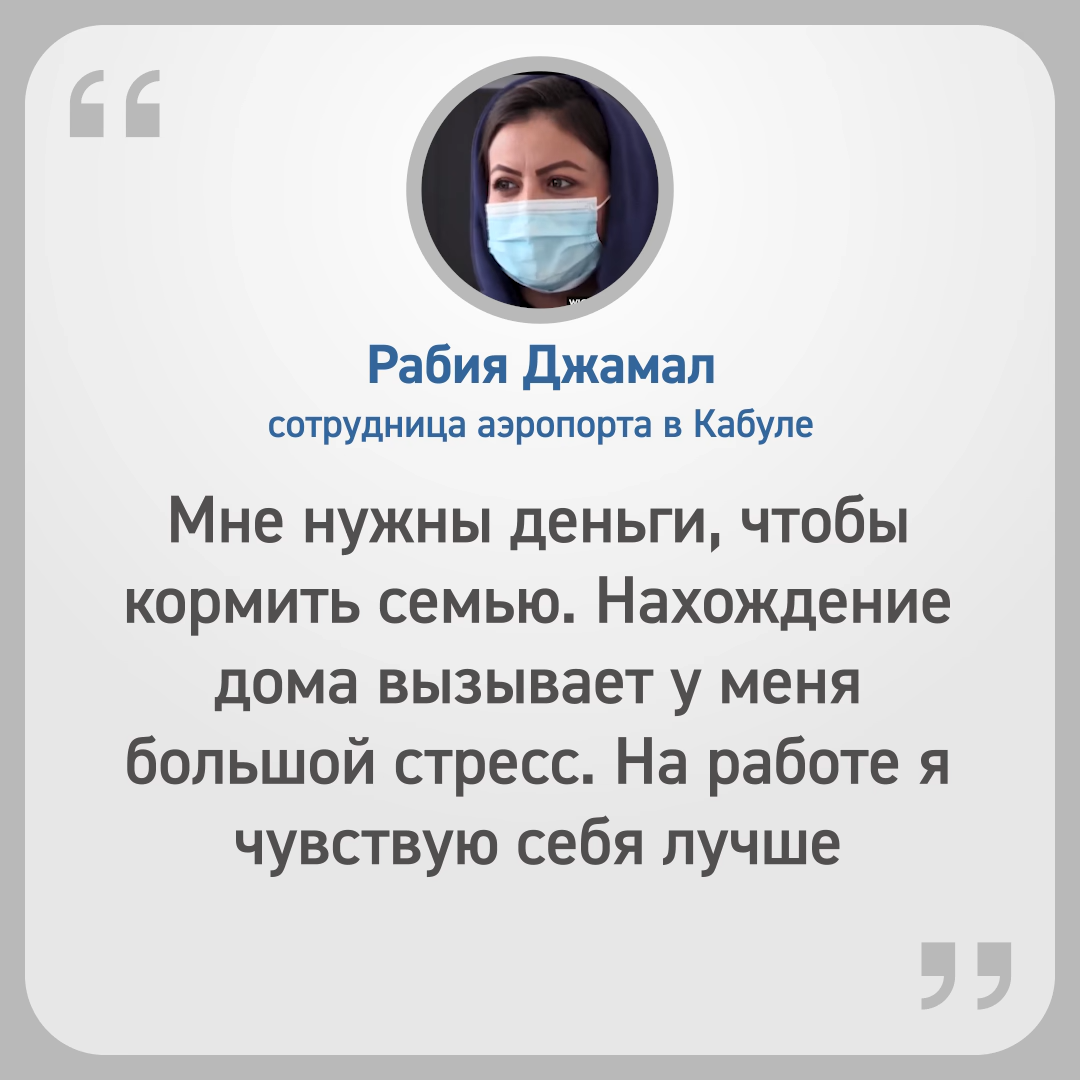 Рабия Джамал
сотрудница аэропорта в Кабуле
Мне нужны деньги, чтобы
кормить семью. Нахождение
дома вызывает у меня
большой стресс. На работе я
чувствую себя лучше